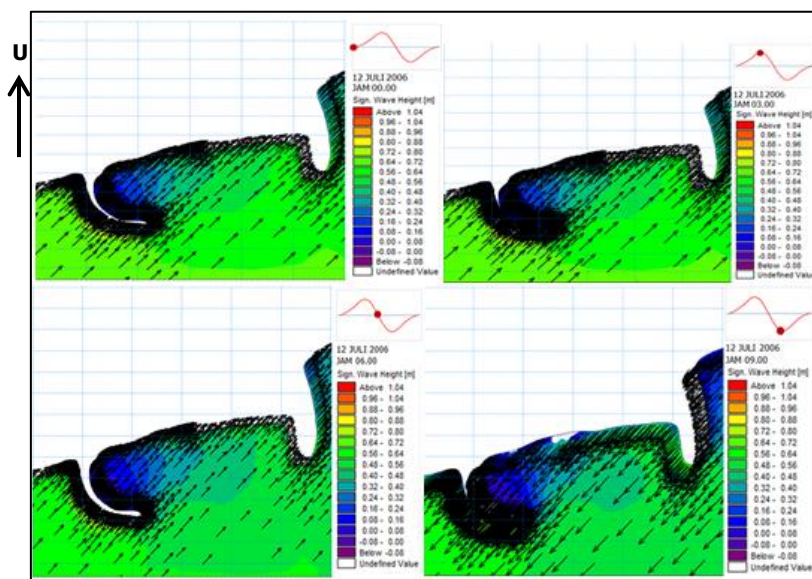 U
12 JULI 2006
JAM 00.00
Sign. Wave Height [m]
Above 1.04
0.96 - 1.04
0.88 - 0.96
0.80 - 0.88
0.72 - 0.80
0.64 - 0.72
0.56 - 0.64
0.48 - 0.56
0.40 - 0.48
0.32 - 0.40
0.24 - 0.32
0.16 - 0.24
0.08 - 0.16
0.00 - 0.08
-0.08 - 0.00
Below -0.08
Undefined Value
12 JULI 2006
JAM 03.00
Sign. Wave Height [m]
Above 1.04
0.96 - 1.04
0.88 - 0.96
0.80 - 0.88
0.72 - 0.80
0.64 - 0.72
0.56 - 0.64
0.48 - 0.56
0.40 - 0.48
0.32 - 0.40
0.24 - 0.32
0.16 - 0.24
0.08 - 0.16
0.00 - 0.08
-0.08 - 0.00
Below -0.08
Undefined Value
12 JULI 2006
JAM 06.00
Sign. Wave Height [m]
Above 1.04
0.96 - 1.04
0.88 - 0.96
0.80 - 0.88
0.72 - 0.80
0.64 - 0.72
0.56 - 0.64
0.48 - 0.56
0.40 - 0.48
0.32 - 0.40
0.24 - 0.32
0.16 - 0.24
0.08 - 0.16
0.00 - 0.08
-0.08 - 0.00
Below -0.08
Undefined Value
12 JULI 2006
JAM 09.00
Sign. Wave Height [m]
Above 1.04
0.96 - 1.04
0.88 - 0.96
0.80 - 0.88
0.72 - 0.80
0.64 - 0.72
0.56 - 0.64
0.48 - 0.56
0.40 - 0.48
0.32 - 0.40
0.24 - 0.32
0.16 - 0.24
0.08 - 0.16
0.00 - 0.08
-0.08 - 0.00
Below -0.08
Undefined Value